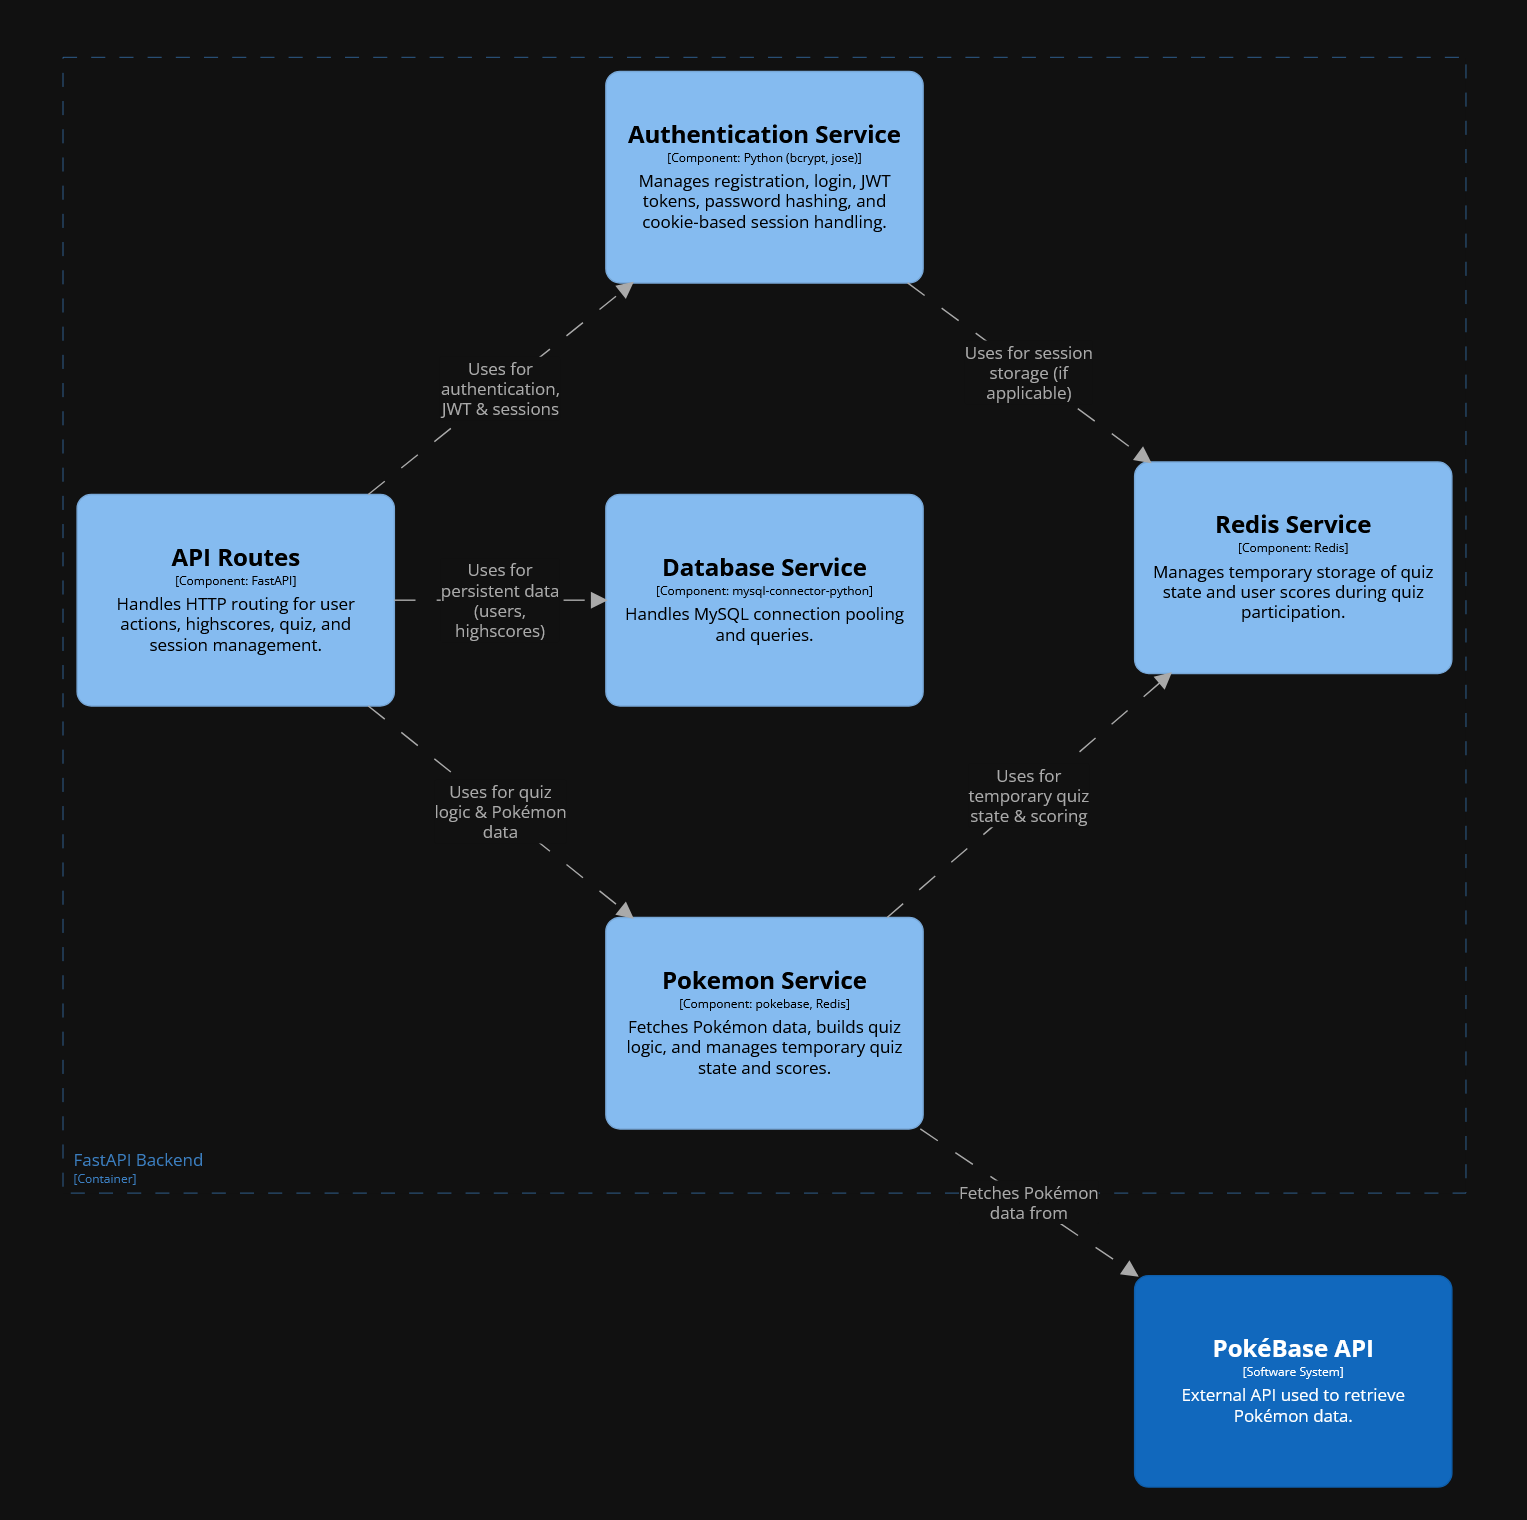 Authentication Service
[Component: Python (bcrypt, jose)]
Manages registration, login, JWT
tokens, password hashing, and
cookie-based session handling.
Uses for
authentication,
JWT & sessions
Uses for session
storage (if
applicable)
API Routes
[Component: FastAPI]
Handles HTTP routing for user
actions, highscores, quiz, and
session management.
Uses for
persistent data
(users,
highscores)
Database Service
[Component: mysql-connector-python]
Handles MySQL connection pooling
and queries.
Redis Service
[Component: Redis]
Manages temporary storage of quiz
state and user scores during quiz
participation.
Uses for quiz
logic & Pokémon
data
Uses for
temporary quiz
state & scoring
Pokemon Service
[Component: pokebase, Redis]
Fetches Pokémon data, builds quiz
logic, and manages temporary quiz
state and scores.
FastAPI Backend
[Container]
Fetches Pokémon
data from
PokéBase API
[Software System]
External API used to retrieve
Pokémon data.